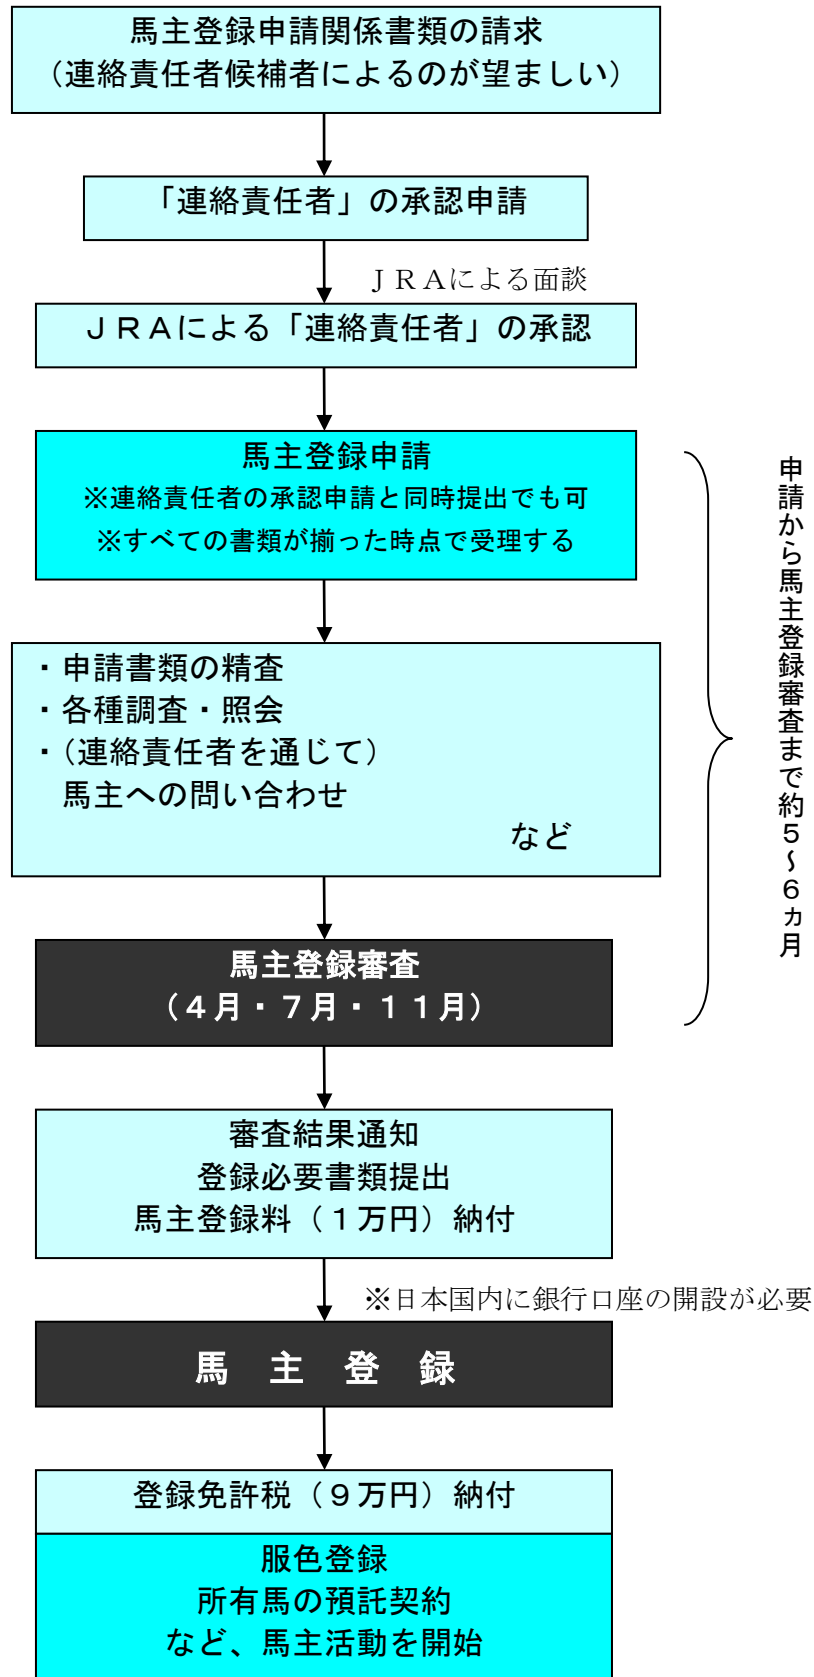 馬主登録申請関係書類の請求
（連絡責任者候補者によるのが望ましい）
「連絡責任者」の承認申請
ＪＲＡによる面談
ＪＲＡによる「連絡責任者」の承認
馬主登録申請
※連絡責任者の承認申請と同時提出でも可
※すべての書類が揃った時点で受理する
申請から馬主登録審査まで約５～６ヵ月
・申請書類の精査
・各種調査・照会
・（連絡責任者を通じて）
馬主への問い合わせ
など
馬主登録審査
（４月・７月・１１月）
審査結果通知
登録必要書類提出
馬主登録料（１万円）納付
※日本国内に銀行口座の開設が必要
馬　主　登　録
登録免許税（９万円）納付
服色登録
所有馬の預託契約
など、馬主活動を開始